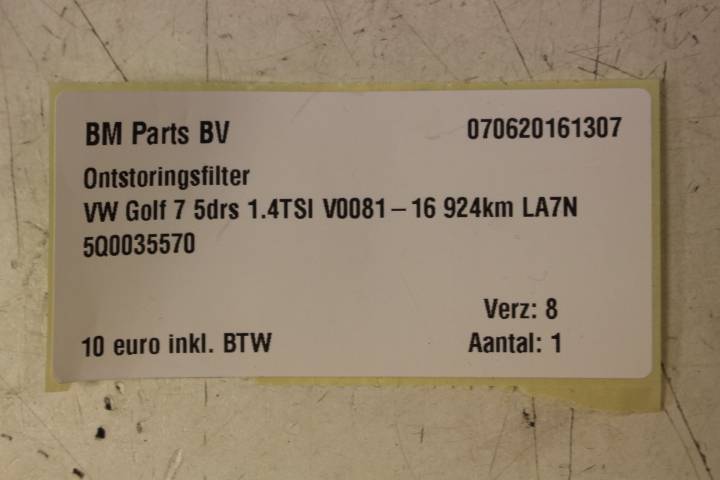 BM Parts BV 070620161307
Ontstoringsfilter
VW Golf 7 5drs 1.4TSI V0081-16 924km LA7N
5Q0035570
Verz: 8
10 euro inkl. BTW Aantal: 1